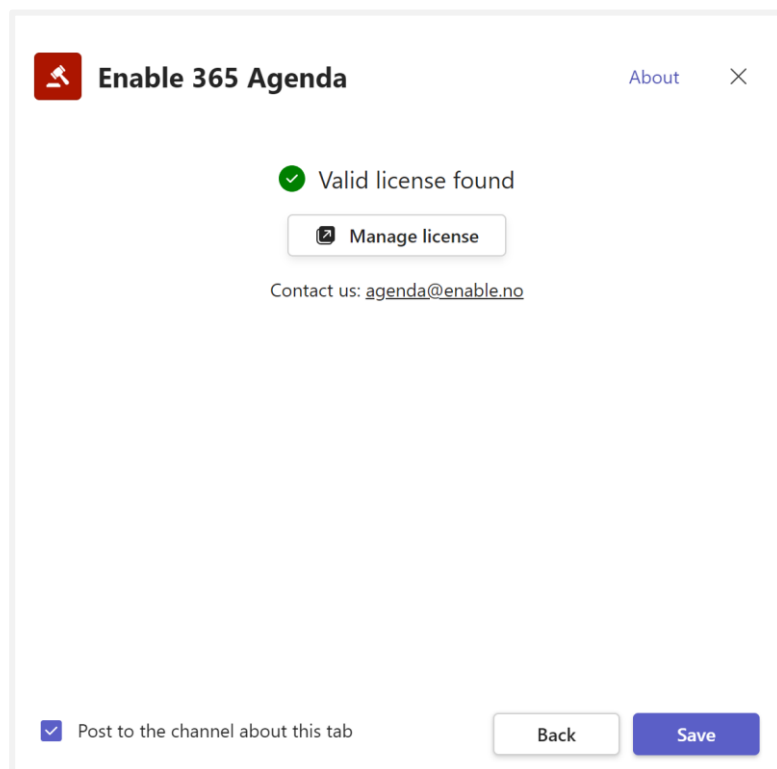 Enable 365 Agenda
About
Valid license found
Manage license
Contact us: agenda@enable.no
Post to the channel about this tab
Back
Save